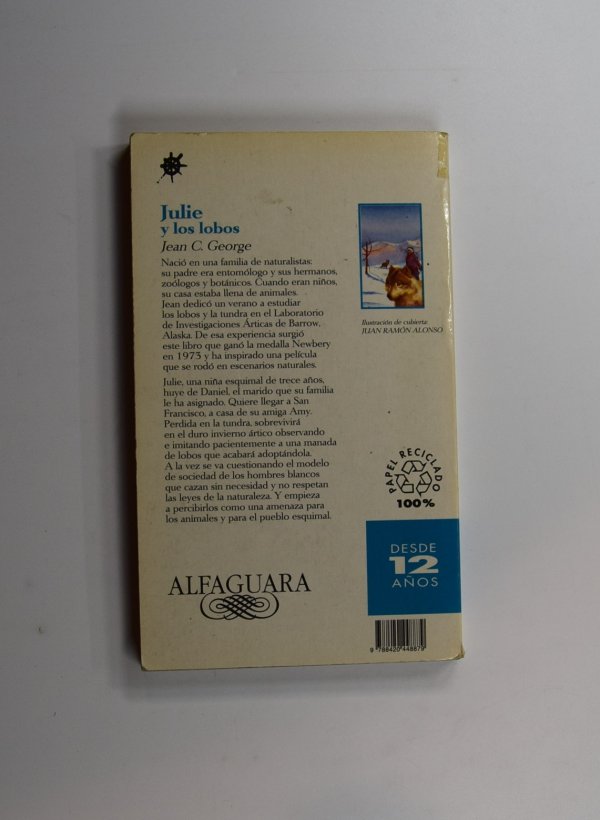 Julie
y los lobos
Jean C. George
Nació en una familia de naturalistas:
su padre era entomólogo y sus hermanos,
zoólogos y botánicos. Cuando eran niños,
su casa estaba llena de animales.
Jean dedicó un verano a estudiar
los lobos y la tundra en el Laboratorio
de Investigaciones Árticas de Barrow,
Alaska. De esa experiencia surgió
este libro que ganó la medalla Newbery
en 1973 y ha inspirado una película
que se rodó en escenarios naturales.
Julie, una niña esquimal de trece años,
huye de Daniel, el marido que su familia
le ha asignado. Quiere llegar a San
Francisco, a casa de su amiga Amy.
Perdida en la tundra, sobrevivirá
en el duro invierno ártico observando
e imitando pacientemente a una manada
de lobos que acabará adoptándola.
A la vez se va cuestionando el modelo
de sociedad de los hombres blancos
que cazan sin necesidad y no respetan
las leyes de la naturaleza. Y empieza
a percibirlos como una amenaza para
los animales y para el pueblo esquimal.
Ilustración de cubierta:
JUAN RAMÓN ALONSO
PAPEL RECICLADO
100%
DESDE
12
AÑOS
ALFAGUARA
9 788420 448879